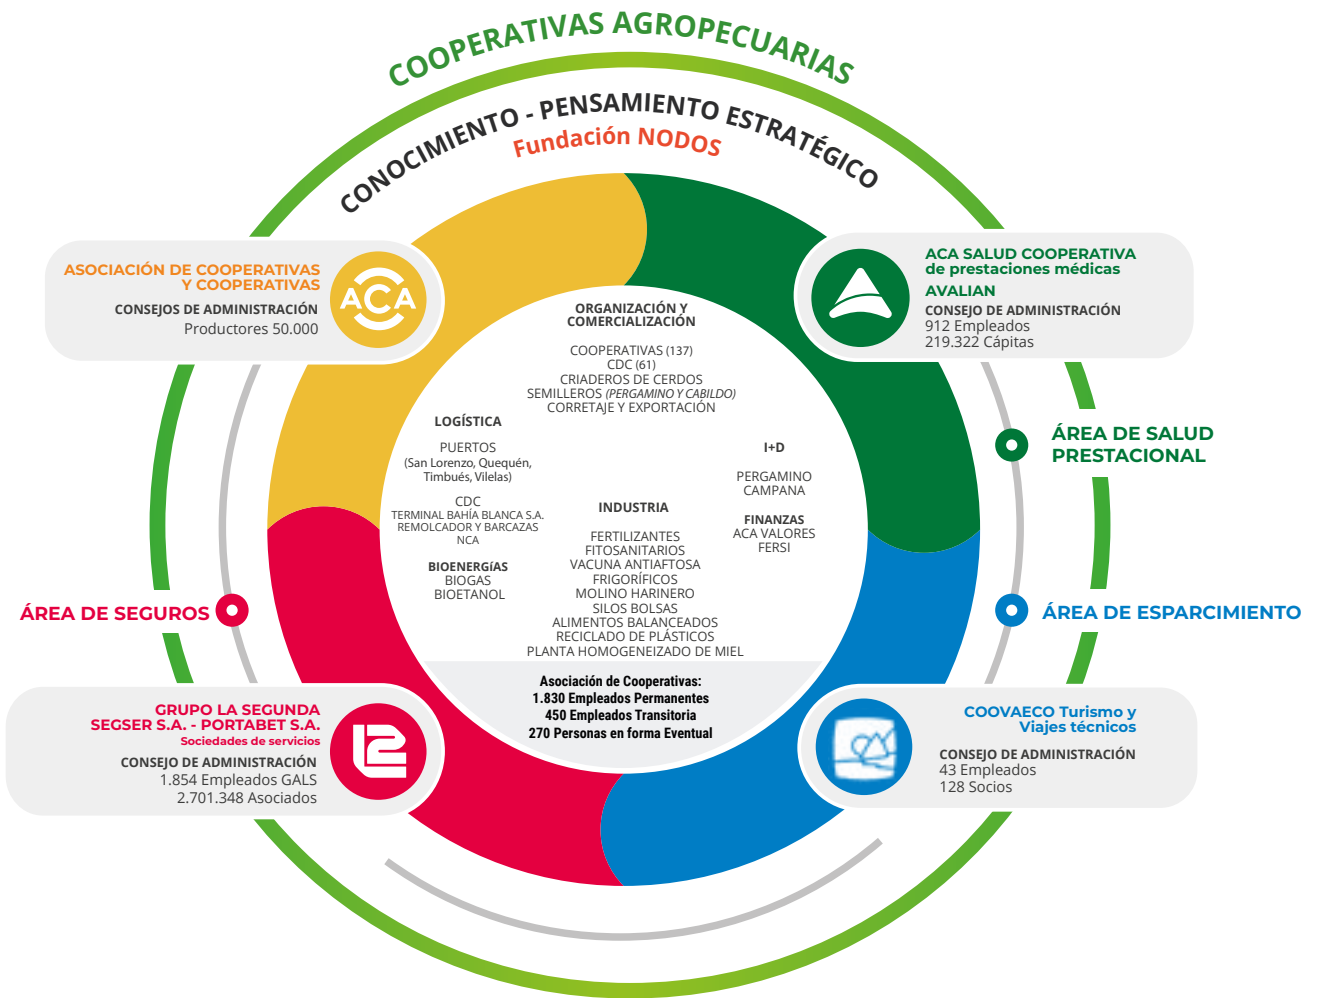 COOPERATIVAS AGROPECUARIAS
CONOCIMIENTO - PENSAMIENTO ESTRATÉGICO
Fundación NODOS
ASOCIACIÓN DE COOPERATIVAS
Y COOPERATIVAS
CONSEJOS DE ADMINISTRACIÓN
Productores 50.000
ACA
ACA SALUD COOPERATIVA
de prestaciones médicas
AVALIAN
CONSEJO DE ADMINISTRACIÓN
912 Empleados
219.322 Cápitas
ORGANIZACIÓN Y
COMERCIALIZACIÓN
COOPERATIVAS (137)
CDC (61)
CRIADEROS DE CERDOS
SEMILLEROS (PERGAMINO Y CABILDO)
CORRETAJE Y EXPORTACIÓN
LOGÍSTICA
PUERTOS
(San Lorenzo, Quequén,
Timbués, Vilelas)
CDC
TERMINAL BAHÍA BLANCA S.A.
REMOLCADOR Y BARCAZAS
NCA
BIOENERGíAS
BIOGAS
BIOETANOL
I+D
PERGAMINO
CAMPANA
FINANZAS
ACA VALORES
FERSI
INDUSTRIA
FERTILIZANTES
FITOSANITARIOS
VACUNA ANTIAFTOSA
FRIGORÍFICOS
MOLINO HARINERO
SILOS BOLSAS
ALIMENTOS BALANCEADOS
RECICLADO DE PLÁSTICOS
PLANTA HOMOGENEIZADO DE MIEL
Asociación de Cooperativas:
1.830 Empleados Permanentes
450 Empleados Transitoria
270 Personas en forma Eventual
ÁREA DE SALUD
PRESTACIONAL
ÁREA DE SEGUROS
ÁREA DE ESPARCIMIENTO
GRUPO LA SEGUNDA
SEGSER S.A. - PORTABET S.A.
Sociedades de servicios
CONSEJO DE ADMINISTRACIÓN
1.854 Empleados GALS
2.701.348 Asociados
COOVAECO Turismo y
Viajes técnicos
CONSEJO DE ADMINISTRACIÓN
43 Empleados
128 Socios